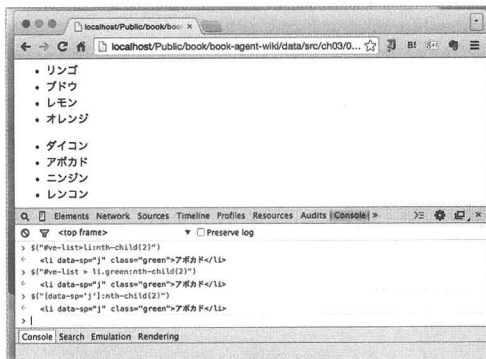 localhost/Public/book/boo
localhost/Public/book/book-agent-wiki/data/src/ch03/0...
B!
リンゴ
ブドウ
レモン
オレンジ
ダイコン
アボカド
ニンジン
レンコン
Elements Network Sources Timeline Profiles Resources Audits Console »
<top frame> ▼ Preserve log
> $("#ve-list>li:nth-child(2)")
<li data-sp="j" class="green">アボカド</li>
> $("#ve-list > li.green:nth-child(2)")
<li data-sp="j" class="green">アボカド</li>
> $("[data-sp='j']:nth-child(2)")
<li data-sp="j" class="green">アボカド</li>
>
Console Search Emulation Rendering